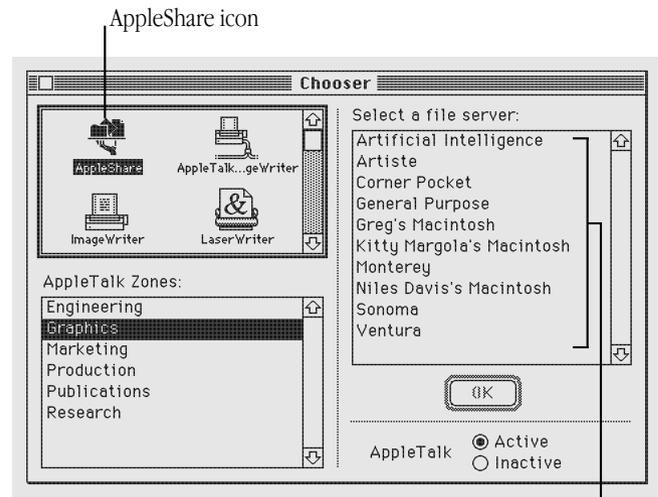 AppleShare icon
Chooser
AppleShare
AppleTalk...geWriter
ImageWriter
&
LaserWriter
AppleTalk Zones:
Engineering
Graphics
Marketing
Production
Publications
Research
Select a file server:
Artificial Intelligence
Artiste
Corner Pocket
General Purpose
Greg's Macintosh
Kitty Margola's Macintosh
Monterey
Niles Davis's Macintosh
Sonoma
Ventura
OK
AppleTalk
Active
Inactive